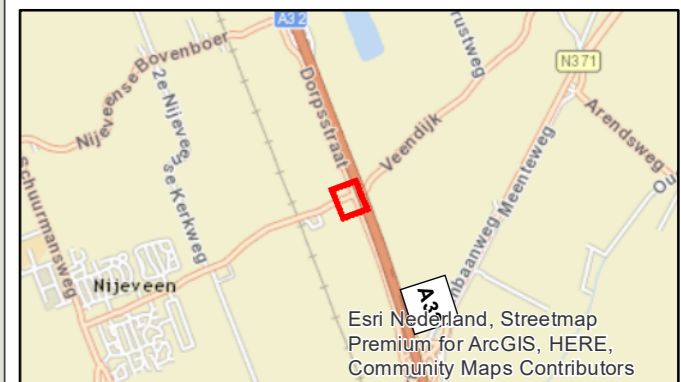 A32
N371
Nijeveense Bovenboer
2e Nijeveense Kerkweg
Dorpsstraat
Veendijk
Arendsweg
Meenteweg
Schuurmansweg
Nijeveen
Esri Nederland, Streetmap
Premium for ArcGIS, HERE,
Community Maps Contributors